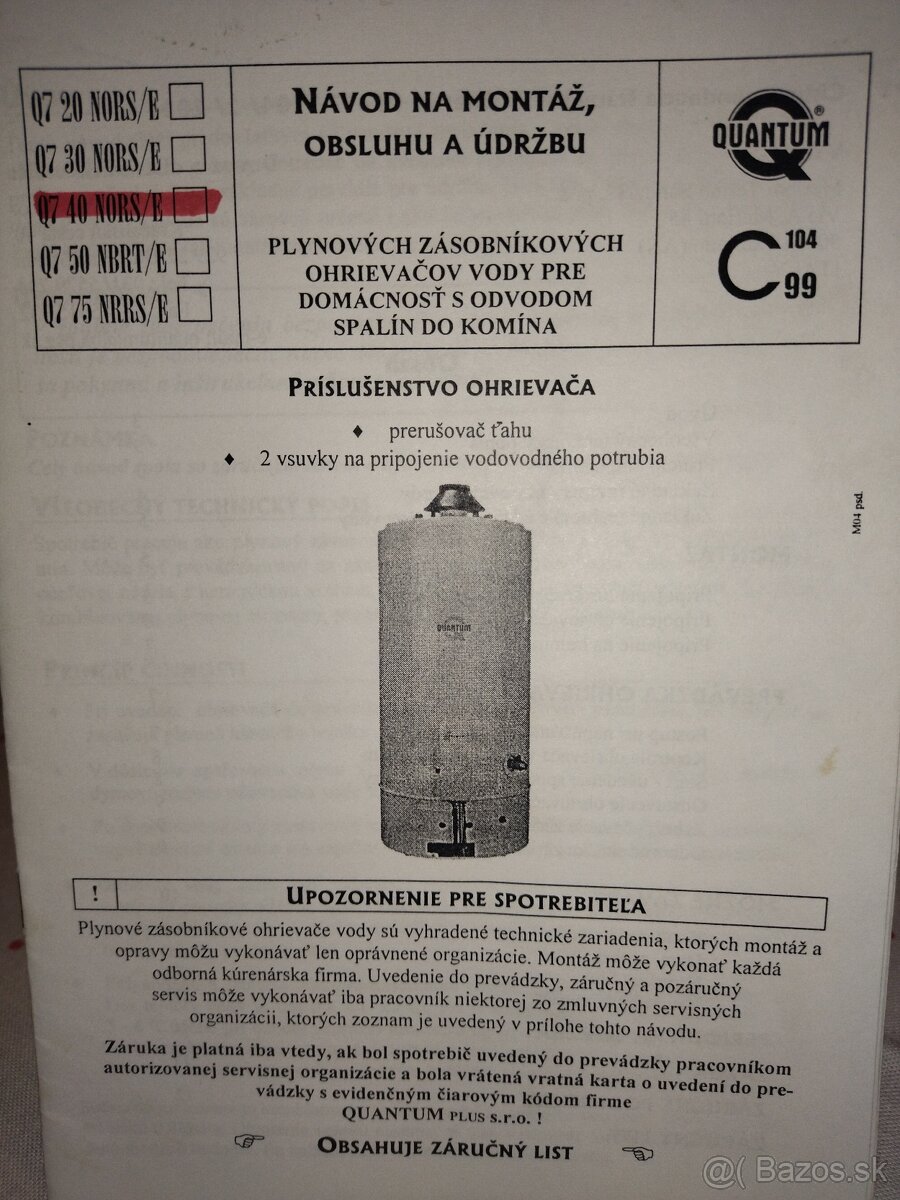 Q7 20 NORS/E
Q7 30 NORS/E
Q7 40 NORS/E
Q7 50 NBRT/E
Q7 75 NRRS/E
NÁVOD NA MONTÁŽ,
OBSLUHU A ÚDRŽBU
PLYNOVÝCH ZÁSOBNÍKOVÝCH
OHRIEVAČOV VODY PRE
DOMÁCNOSŤ S ODVODOM
SPALÍN DO KOMÍNA
QUANTUM®
C 104
99
PRÍSLUŠENSTVO OHRIEVAČA
♦ prerušovač ťahu
♦ 2 vsuvky na pripojenie vodovodného potrubia
M04 psd.
QUANTUM
! UPOZORNENIE PRE SPOTREBITEĽA
Plynové zásobníkové ohrievače vody sú vyhradené technické zariadenia, ktorých montáž a
opravy môžu vykonávať len oprávnené organizácie. Montáž môže vykonať každá
odborná kúrenárska firma. Uvedenie do prevádzky, záručný a pozáručný
servis môže vykonávať iba pracovník niektorej zo zmluvných servisných
organizácii, ktorých zoznam je uvedený v prílohe tohto návodu.
Záruka je platná iba vtedy, ak bol spotrebič uvedený do prevádzky pracovníkom
autorizovanej servisnej organizácie a bola vrátená vratná karta o uvedení do pre-
vádzky s evidenčným čiarovým kódom firme
QUANTUM PLUS s.r.o. !
OBSAHUJE ZÁRUČNÝ LIST
@( Bazos.sk